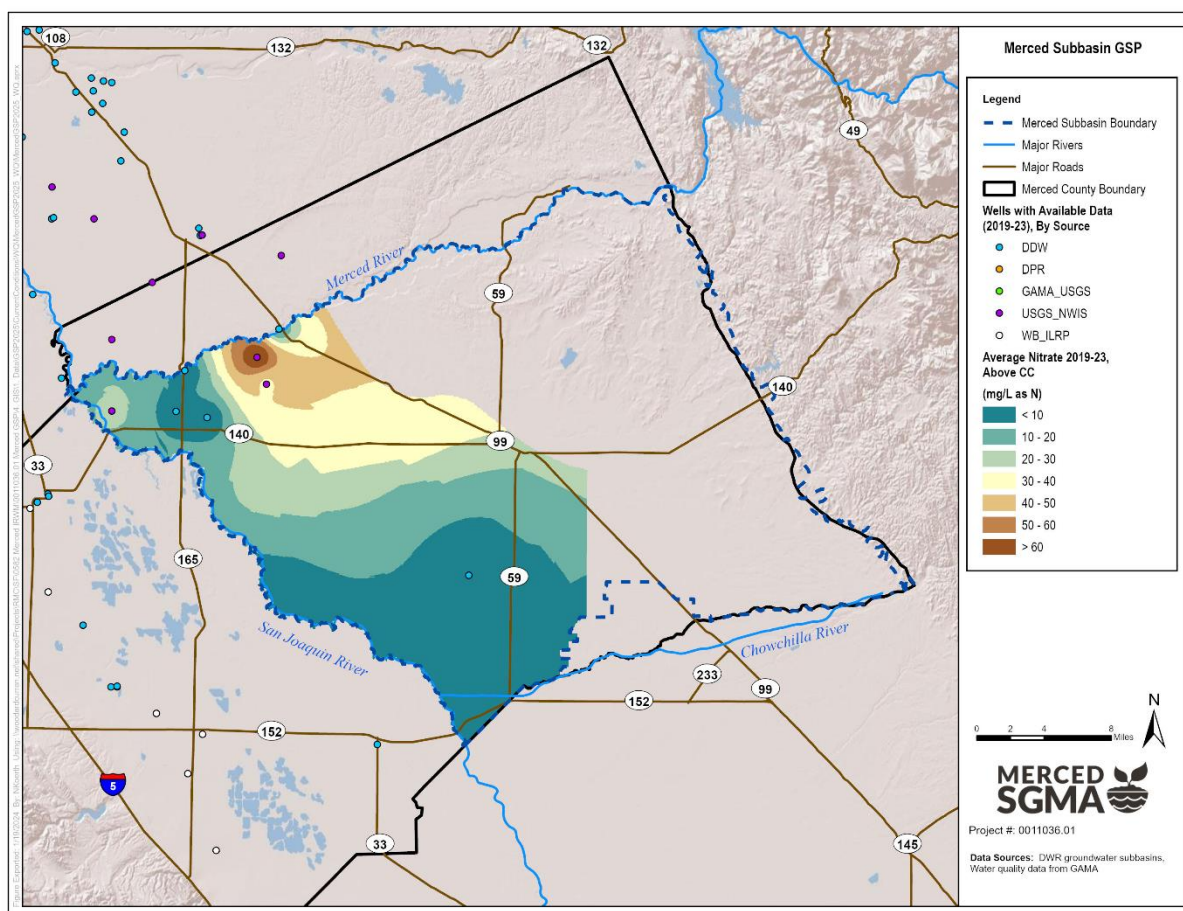 108
132
132
49
Merced River
59
140
140
99
33
165
59
San Joaquin River
Chowchilla River
233
99
152
152
5
33
145
Merced Subbasin GSP
Legend
Merced Subbasin Boundary
Major Rivers
Major Roads
Merced County Boundary
Wells with Available Data
(2019-23), By Source
DDW
DPR
GAMA_USGS
USGS_NWIS
WB_ILRP
Average Nitrate 2019-23,
Above CC
(mg/L as N)
< 10
10 - 20
20 - 30
30 - 40
40 - 50
50 - 60
> 60
N
0 2 4 8
Miles
MERCED
SGMA
Project #: 0011036.01
Data Sources: DWR groundwater subbasins,
Water quality data from GAMA